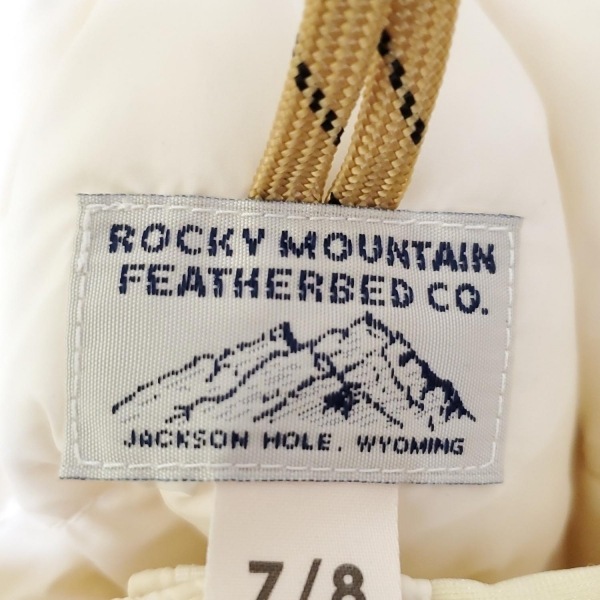 ROCKY MOUNTAIN
FEATHERBED CO.
JACKSON HOLE, WYOMING
7/8